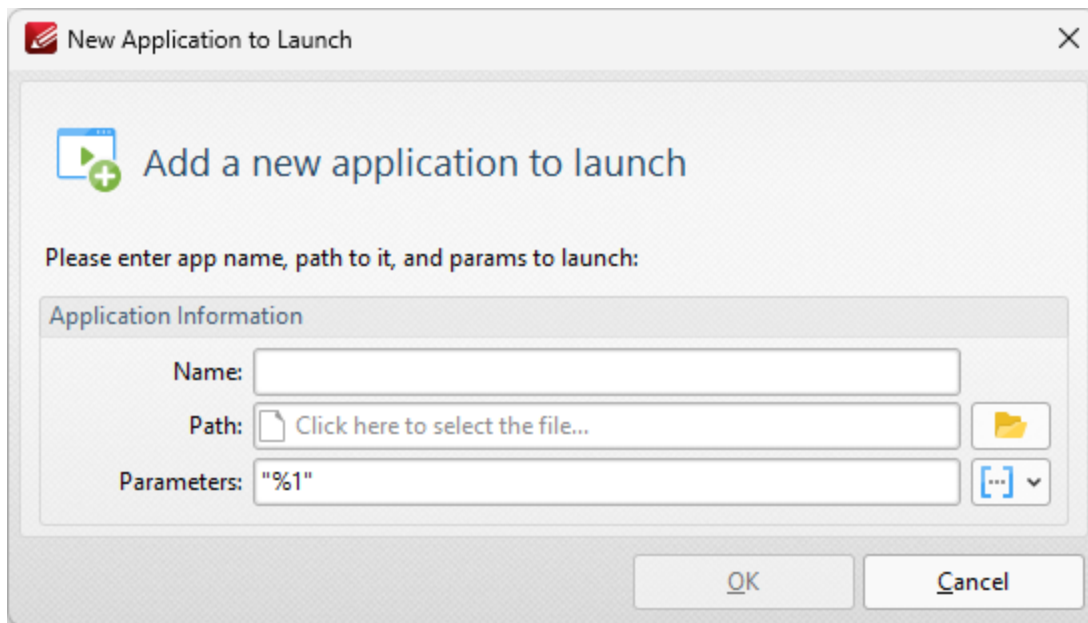 New Application to Launch
Add a new application to launch
Please enter app name, path to it, and params to launch:
Application Information
Name:
Path: Click here to select the file...
Parameters: "%1"
OK Cancel